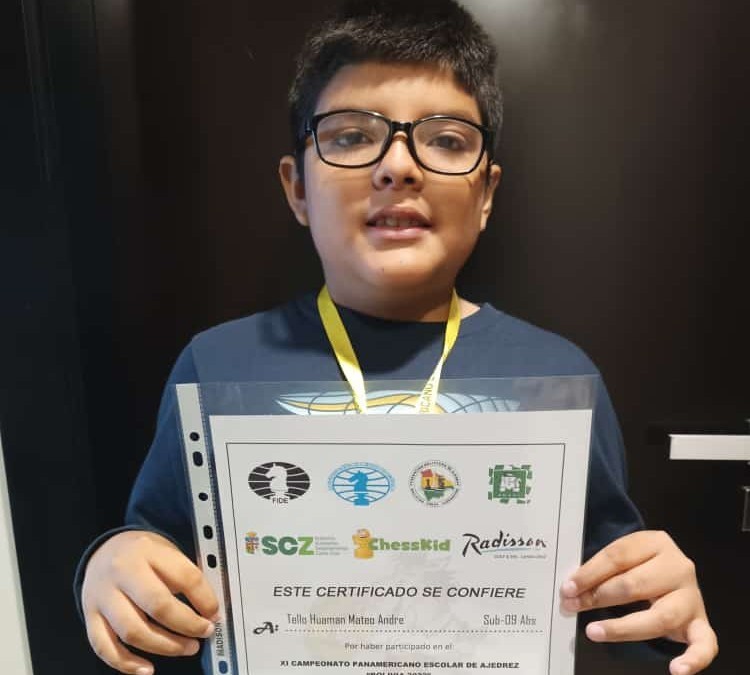 FIDE
SCZ
ChessKid
Radisson
ESTE CERTIFICADO SE CONFIERE
A: Tello Huaman Mateo Andre Sub-09 Abs
Por haber participado en el
XI CAMPEONATO PANAMERICANO ESCOLAR DE AJEDREZ